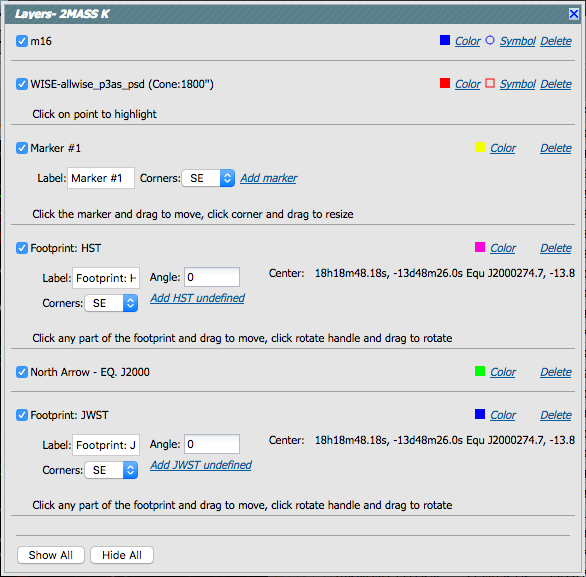 Layers- 2MASS K
m16 Color Symbol Delete
WISE-allwise_p3as_psd (Cone:1800") Color Symbol Delete
Click on point to highlight
Marker #1 Color Delete
Label: Marker #1 Corners: SE Add marker
Click the marker and drag to move, click corner and drag to resize
Footprint: HST Color Delete
Label: Footprint: H Angle: 0 Center: 18h18m48.18s, -13d48m26.0s Equ J2000274.7, -13.8
Corners: SE Add HST undefined
Click any part of the footprint and drag to move, click rotate handle and drag to rotate
North Arrow - EQ. J2000 Color Delete
Footprint: JWST Color Delete
Label: Footprint: J Angle: 0 Center: 18h18m48.18s, -13d48m26.0s Equ J2000274.7, -13.8
Corners: SE Add JWST undefined
Click any part of the footprint and drag to move, click rotate handle and drag to rotate
Show All Hide All